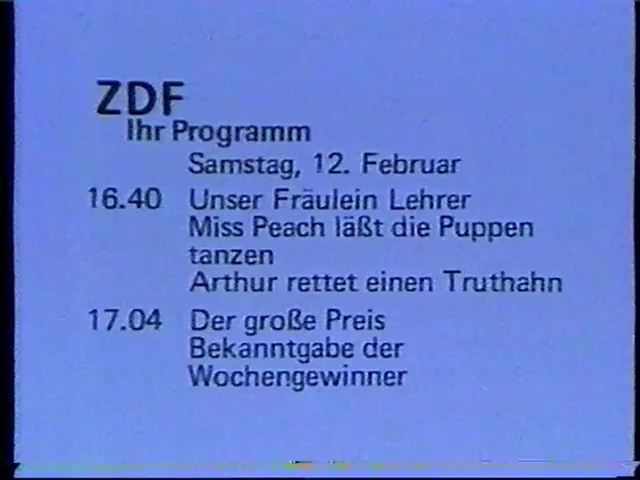 ZDF
Ihr Programm
Samstag, 12. Februar
16.40 Unser Fräulein Lehrer
Miss Peach läßt die Puppen
tanzen
Arthur rettet einen Truthahn
17.04 Der große Preis
Bekanntgabe der
Wochengewinner